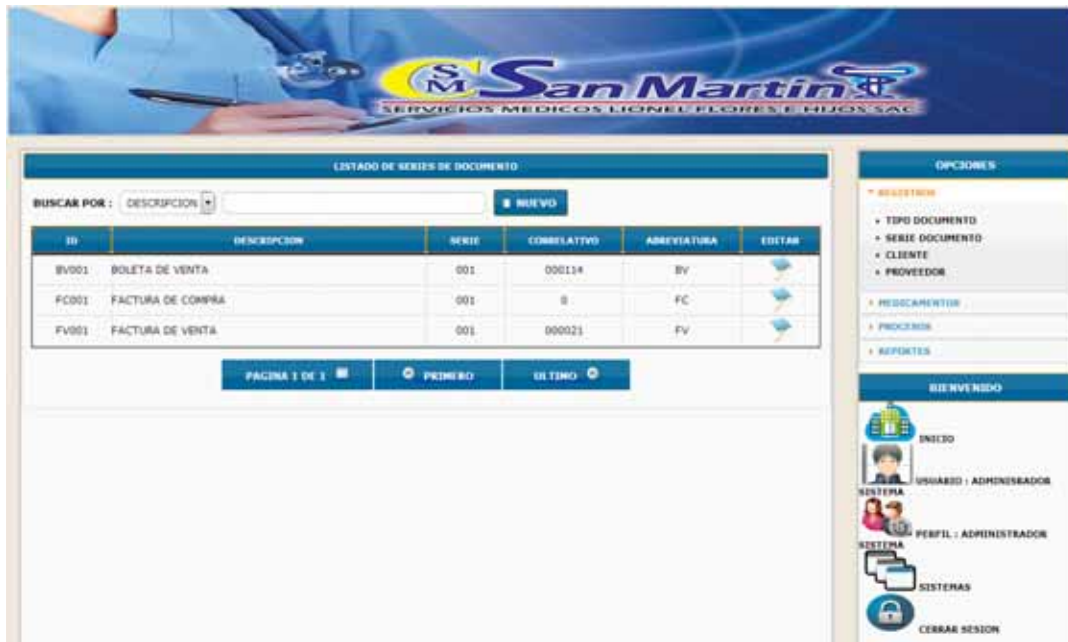 CSM San Martin
SERVICIOS MEDICOS LIONEL FLORES E HIJOS SAC
LISTADO DE SERIES DE DOCUMENTO
BUSCAR POR : DESCRIPCION NUEVO
ID DESCRIPCION SERIE CORRELATIVO ABREVIATURA EDITAR
BV001 BOLETA DE VENTA 001 000114 BV
FC001 FACTURA DE COMPRA 001 0 FC
FV001 FACTURA DE VENTA 001 000021 FV
PAGINA 1 DE 1 PRIMERO ULTIMO
OPCIONES
REGISTROS
TIPO DOCUMENTO
SERIE DOCUMENTO
CLIENTE
PROVEEDOR
MEDICAMENTOS
PROCESOS
REPORTES
BIENVENIDO
INICIO
USUARIO : ADMINISRADOR
SISTEMA
PERFIL : ADMINISTRADOR
SISTEMA
SISTEMAS
CERRAR SESION